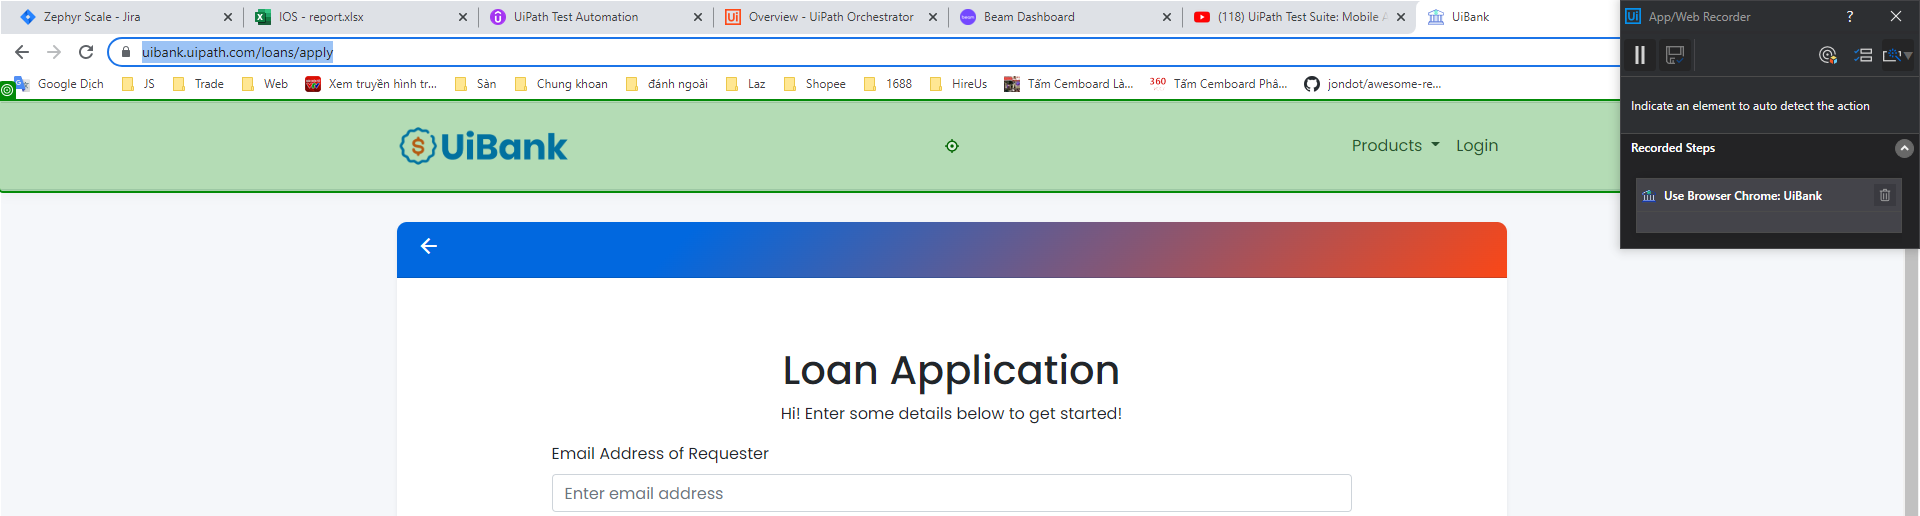 Zephyr Scale - Jira
IOS - report.xlsx
UiPath Test Automation
Overview - UiPath Orchestrator
Beam Dashboard
(118) UiPath Test Suite: Mobile A
UiBank
uibank.uipath.com/loans/apply
Google Dịch
JS
Trade
Web
Xem truyền hình tr...
Sàn
Chung khoan
đánh ngoài
Laz
Shopee
1688
HireUs
Tấm Cemboard Là...
360
Tấm Cemboard Phâ...
jondot/awesome-re...
UiBank
Products
Login
Loan Application
Hi! Enter some details below to get started!
Email Address of Requester
Enter email address
Ui
App/Web Recorder
?
Indicate an element to auto detect the action
Recorded Steps
Use Browser Chrome: UiBank